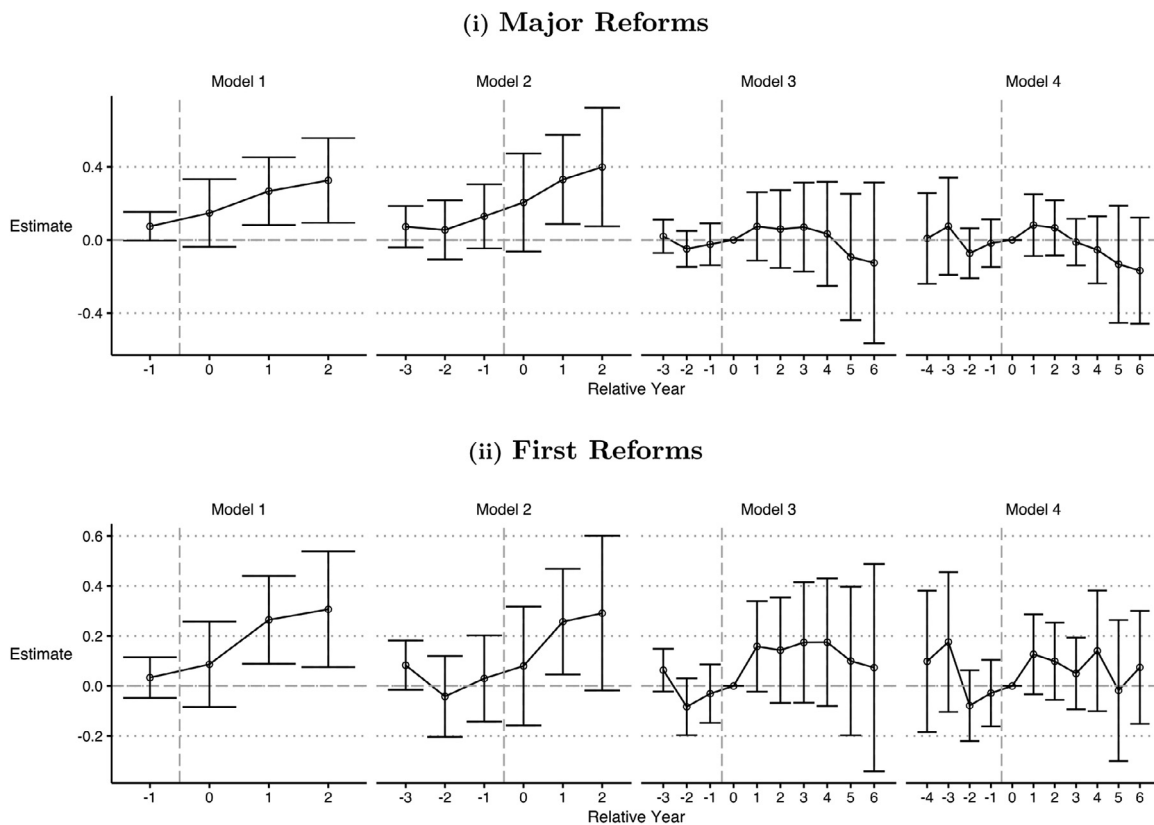 (i) Major Reforms
Model 1 Model 2 Model 3 Model 4
0.4
Estimate
0.0
-0.4
-1 0 1 2 -3 -2 -1 0 1 2 -3 -2 -1 0 1 2 3 4 5 6 -4 -3 -2 -1 0 1 2 3 4 5 6
Relative Year
(ii) First Reforms
Model 1 Model 2 Model 3 Model 4
0.6
0.4
0.2
Estimate
0.0
-0.2
-1 0 1 2 -3 -2 -1 0 1 2 -3 -2 -1 0 1 2 3 4 5 6 -4 -3 -2 -1 0 1 2 3 4 5 6
Relative Year